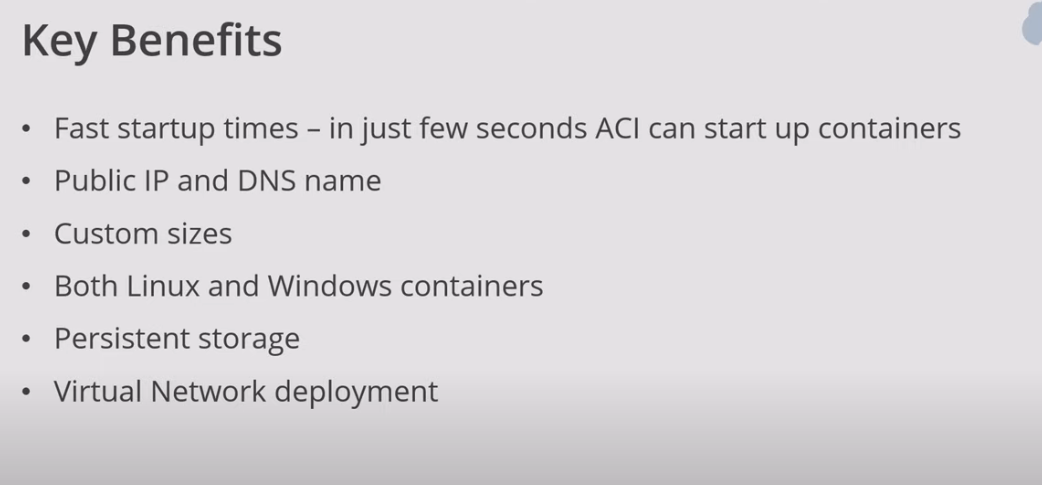 Key Benefits
• Fast startup times – in just few seconds ACI can start up containers
• Public IP and DNS name
• Custom sizes
• Both Linux and Windows containers
• Persistent storage
• Virtual Network deployment